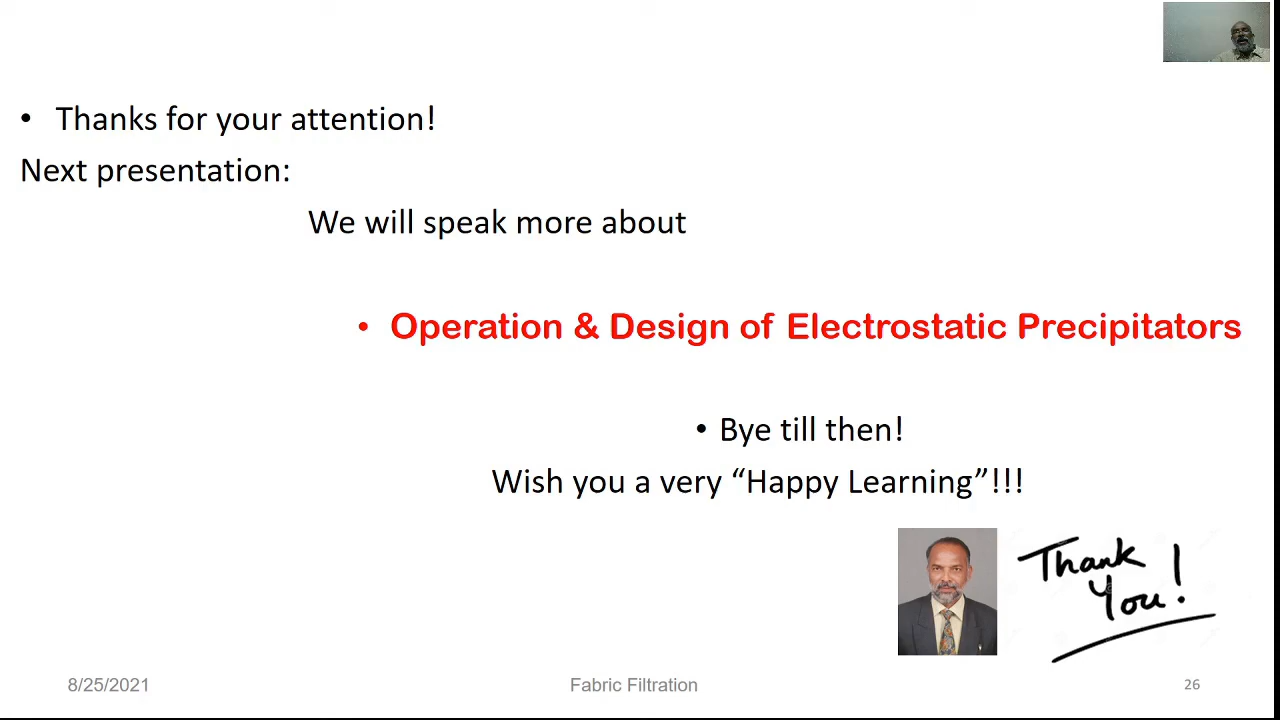 • Thanks for your attention!
Next presentation:
We will speak more about
• Operation & Design of Electrostatic Precipitators
• Bye till then!
Wish you a very “Happy Learning”!!!
Thank
You!
8/25/2021
Fabric Filtration
26